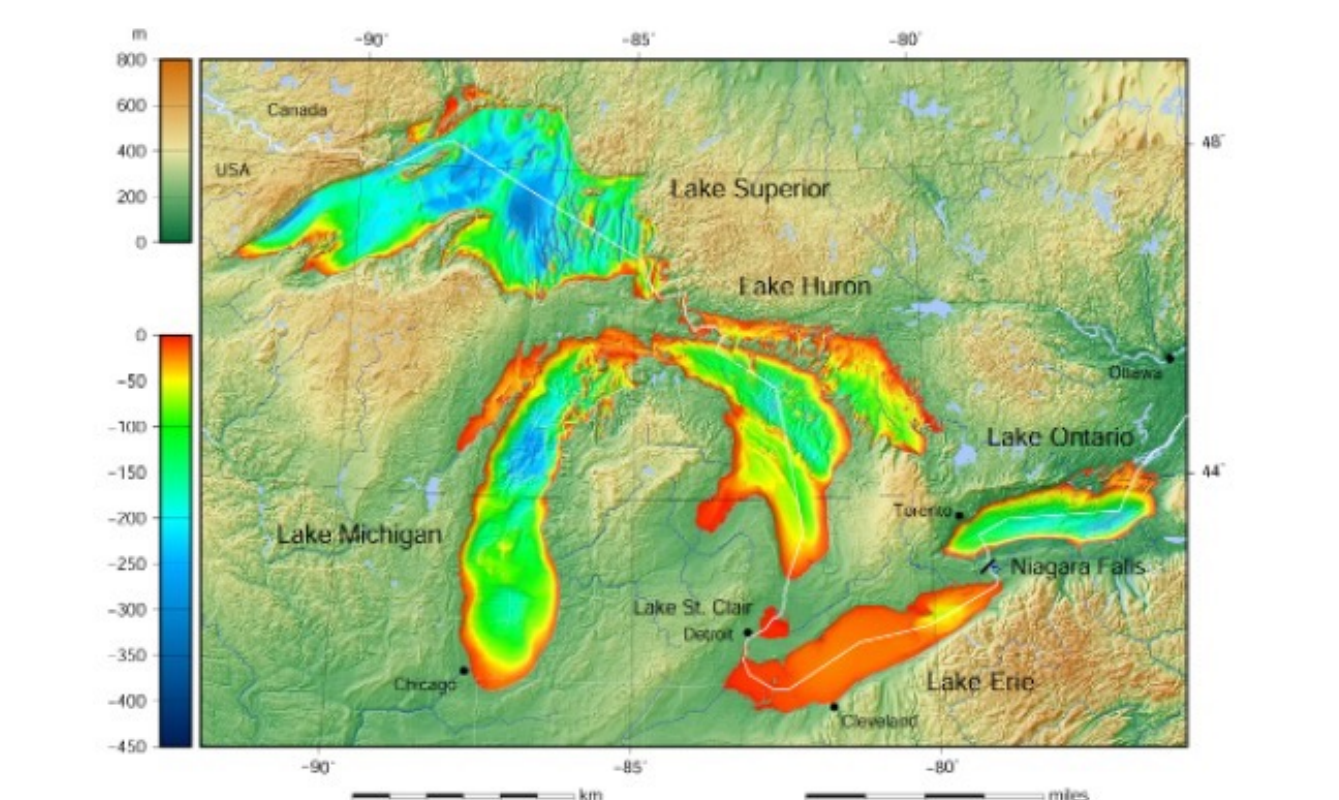 m
-90° -85° -80°
800
600
400
200
0
Canada
USA
Lake Superior
48°
Lake Huron
0
-50
-100
-150
-200
-250
-300
-350
-400
-450
Ottawa
Lake Ontario
44°
Toronto
Lake Michigan
Niagara Falls
Lake St. Clair
Detroit
Chicago
Lake Erie
Cleveland
-90° -85° -80°
km miles